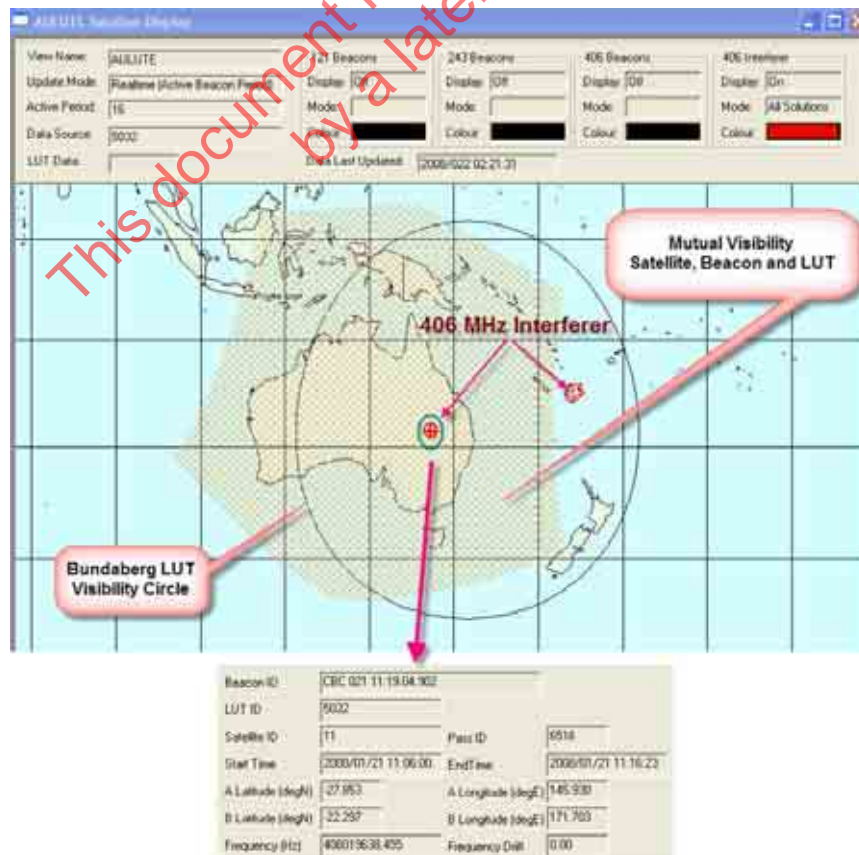 AULUTE Satellite Display
This document
by a later
View Name: AULUTE
Update Mode: Realtime (Active Beacon Period)
Active Period: 16
Data Source: 5032
LUT Data:
121 Beacons
Display Off
Mode:
Colour
243 Beacons
Display Off
Mode:
Colour
406 Beacons
Display Off
Mode
Colour
406 Interferer
Display On
Mode All Solutions
Colour
Data Last Updated: 2008/022 02:21:31
Mutual Visibility
Satellite, Beacon and LUT
406 MHz Interferer
Bundaberg LUT
Visibility Circle
Beacon ID CBC 021 11:19:04.902
LUT ID 5032
Satellite ID 11 Pass ID 6518
Start Time 2008/01/21 11:06:00 EndTime 2008/01/21 11:16:23
A Latitude (degN) -27.953 A Longitude (degE) 145.930
B Latitude (degN) -22.297 B Longitude (degE) 171.703
Frequency (Hz) 406019638.455 Frequency Drift 0.00